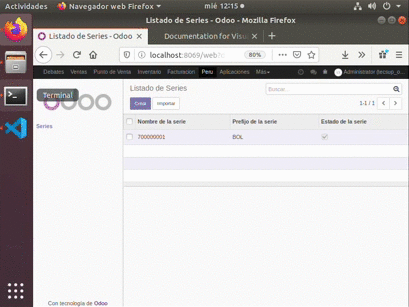 Actividades Navegador web Firefox mié 12:15
Listado de Series - Odoo - Mozilla Firefox
Listado de Series - Odoo Documentation for Visu
localhost:8069/web? 80%
Debates Ventas Punto de Venta Inventario Facturación Peru Aplicaciones Más Administrator
Terminal
Listado de Series
Buscar...
Crear Importar 1-1 / 1
Series
Nombre de la serie Prefijo de la serie Estado de la serie
700000001 BOL
Con tecnología de Odoo